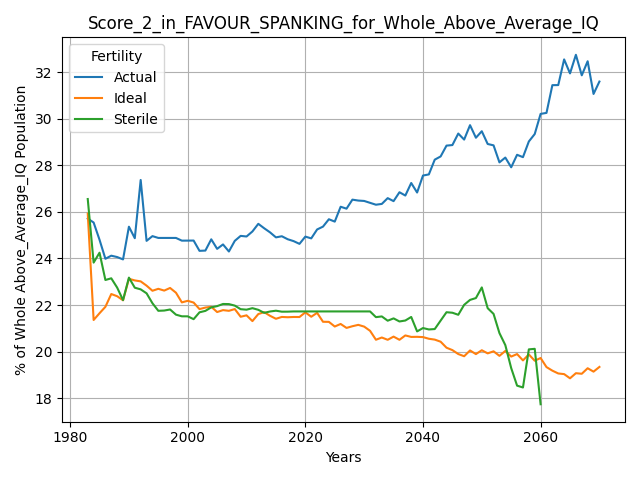 Score_2_in_FAVOUR_SPANKING_for_Whole_Above_Average_IQ
% of Whole Above_Average_IQ Population
Fertility
Actual
Ideal
Sterile
32
30
28
26
24
22
20
18
1980
2000
2020
2040
2060
Years